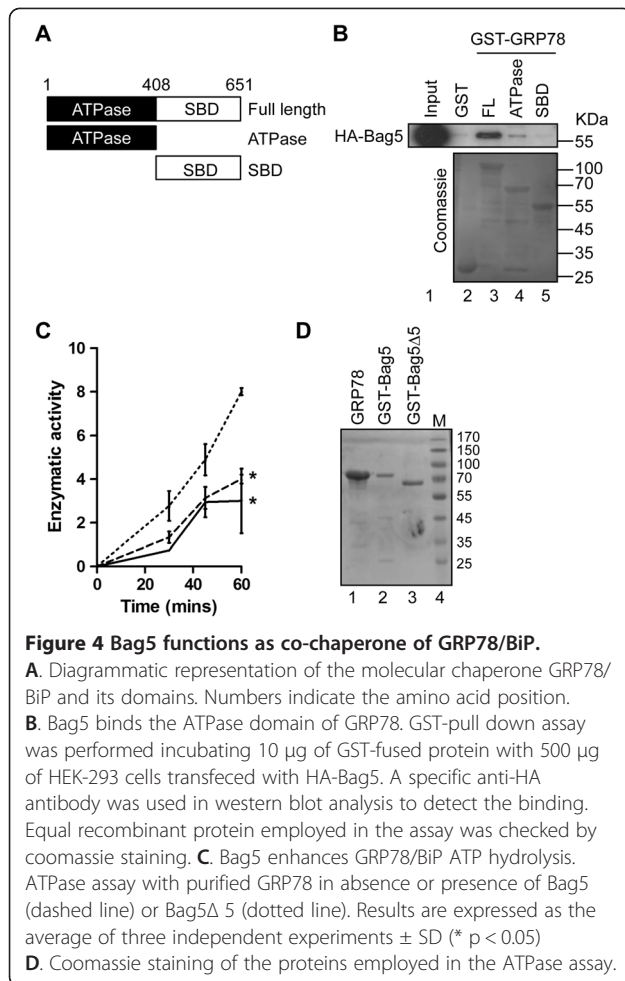 A
1 408 651
ATPase SBD Full length
ATPase ATPase
SBD SBD
B
GST-GRP78
Input GST FL ATPase SBD
KDa
HA-Bag5 55
Coomassie
100
70
55
45
35
25
1 2 3 4 5
C
Enzymatic activity
10
8
6
4
2
0
*
*
0 20 40 60
Time (mins)
D
GRP78 GST-Bag5 GST-Bag5Δ5 M
170
150
100
70
55
45
35
25
1 2 3 4
Figure 4 Bag5 functions as co-chaperone of GRP78/BiP.
A. Diagrammatic representation of the molecular chaperone GRP78/
BiP and its domains. Numbers indicate the amino acid position.
B. Bag5 binds the ATPase domain of GRP78. GST-pull down assay
was performed incubating 10 μg of GST-fused protein with 500 μg
of HEK-293 cells transfeced with HA-Bag5. A specific anti-HA
antibody was used in western blot analysis to detect the binding.
Equal recombinant protein employed in the assay was checked by
coomassie staining. C. Bag5 enhances GRP78/BiP ATP hydrolysis.
ATPase assay with purified GRP78 in absence or presence of Bag5
(dashed line) or Bag5Δ 5 (dotted line). Results are expressed as the
average of three independent experiments ± SD (* p < 0.05)
D. Coomassie staining of the proteins employed in the ATPase assay.